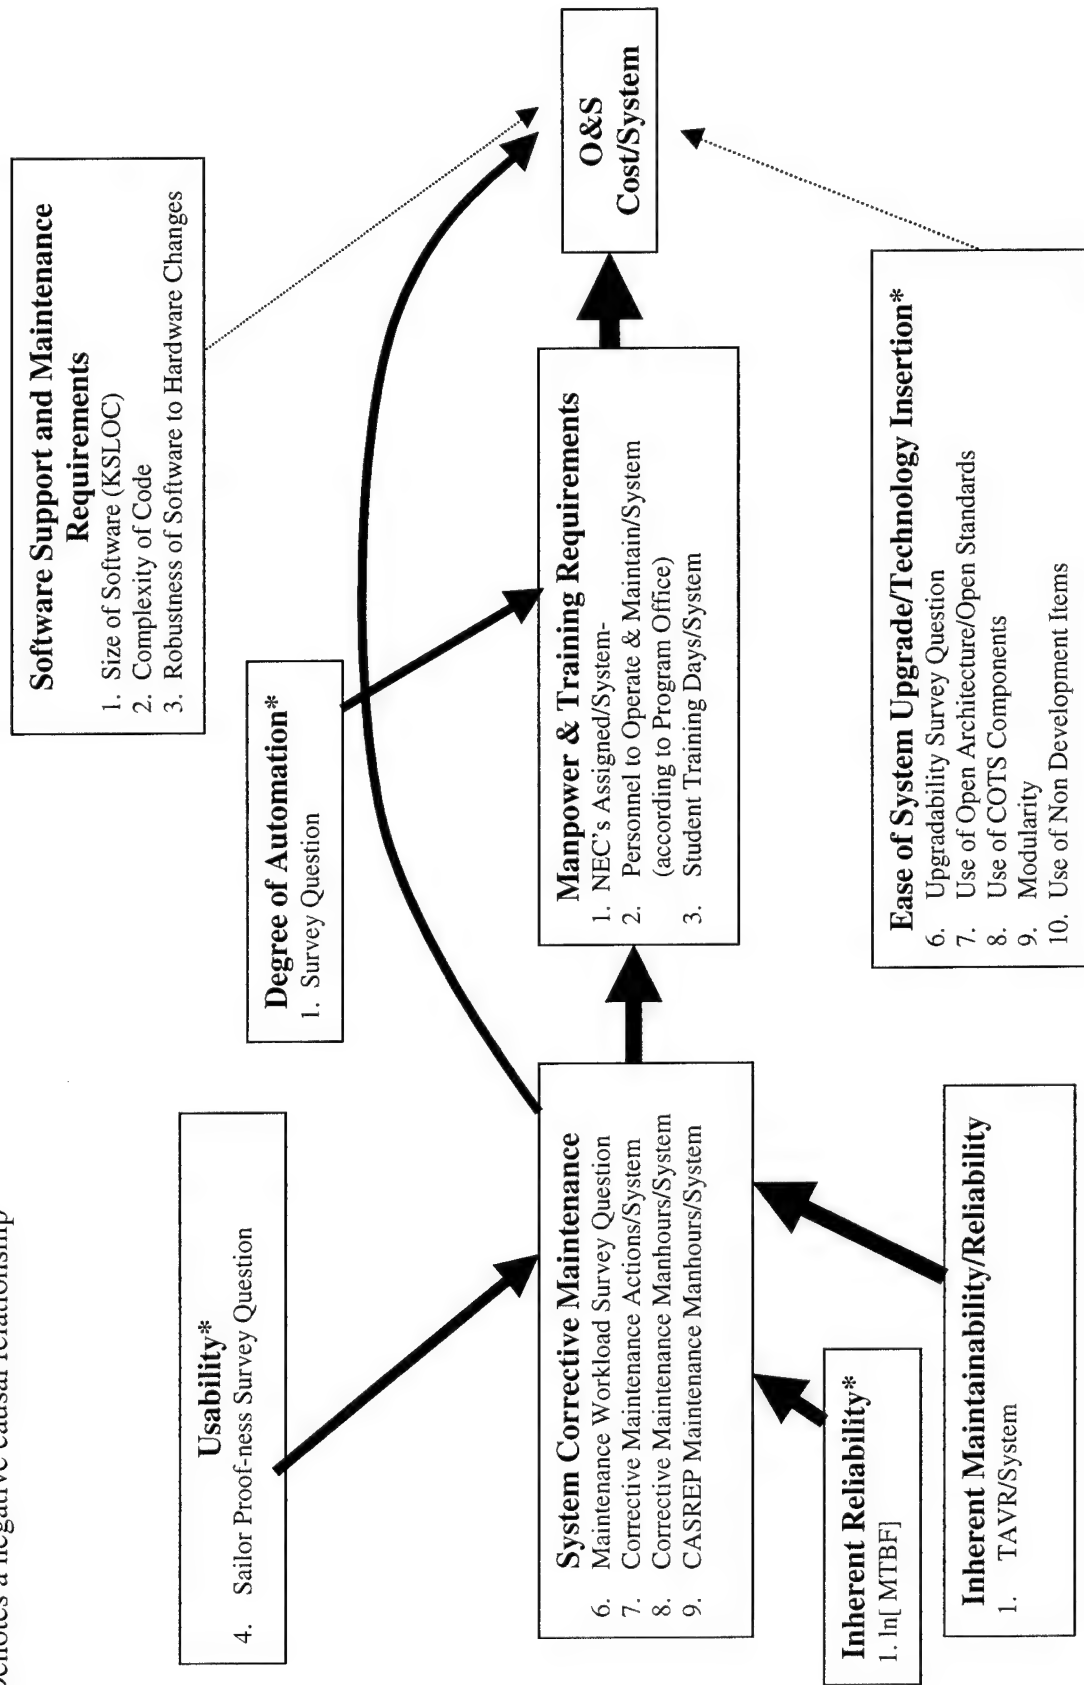 denotes a negative causal relationship
Usability*
4. Sailor Proof-ness Survey Question
Software Support and Maintenance
Requirements
1. Size of Software (KSLOC)
2. Complexity of Code
3. Robustness of Software to Hardware Changes
Degree of Automation*
1. Survey Question
System Corrective Maintenance
6. Maintenance Workload Survey Question
7. Corrective Maintenance Actions/System
8. Corrective Maintenance Manhours/System
9. CASREP Maintenance Manhours/System
Manpower & Training Requirements
1. NEC's Assigned/System-
2. Personnel to Operate & Maintain/System
(according to Program Office)
3. Student Training Days/System
O&S
Cost/System
Inherent Reliability*
1. ln[ MTBF]
Inherent Maintainability/Reliability
1. TAVR/System
Ease of System Upgrade/Technology Insertion*
6. Upgradability Survey Question
7. Use of Open Architecture/Open Standards
8. Use of COTS Components
9. Modularity
10. Use of Non Development Items